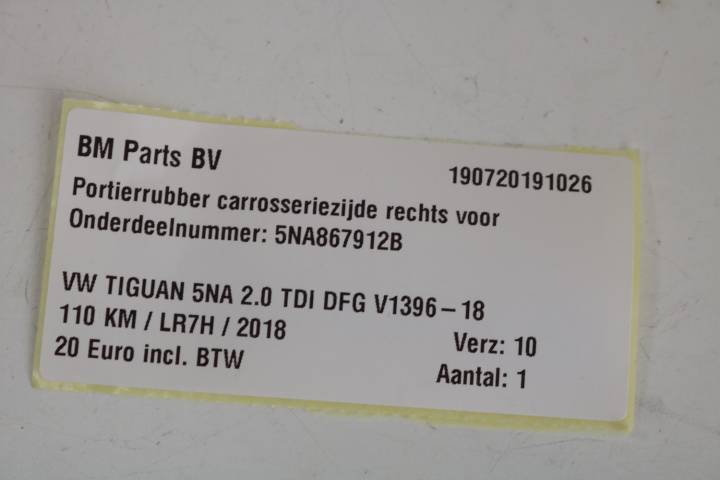 BM Parts BV 190720191026
Portierrubber carrosseriezijde rechts voor
Onderdeelnummer: 5NA867912B
VW TIGUAN 5NA 2.0 TDI DFG V1396-18
110 KM / LR7H / 2018 Verz: 10
20 Euro incl. BTW Aantal: 1